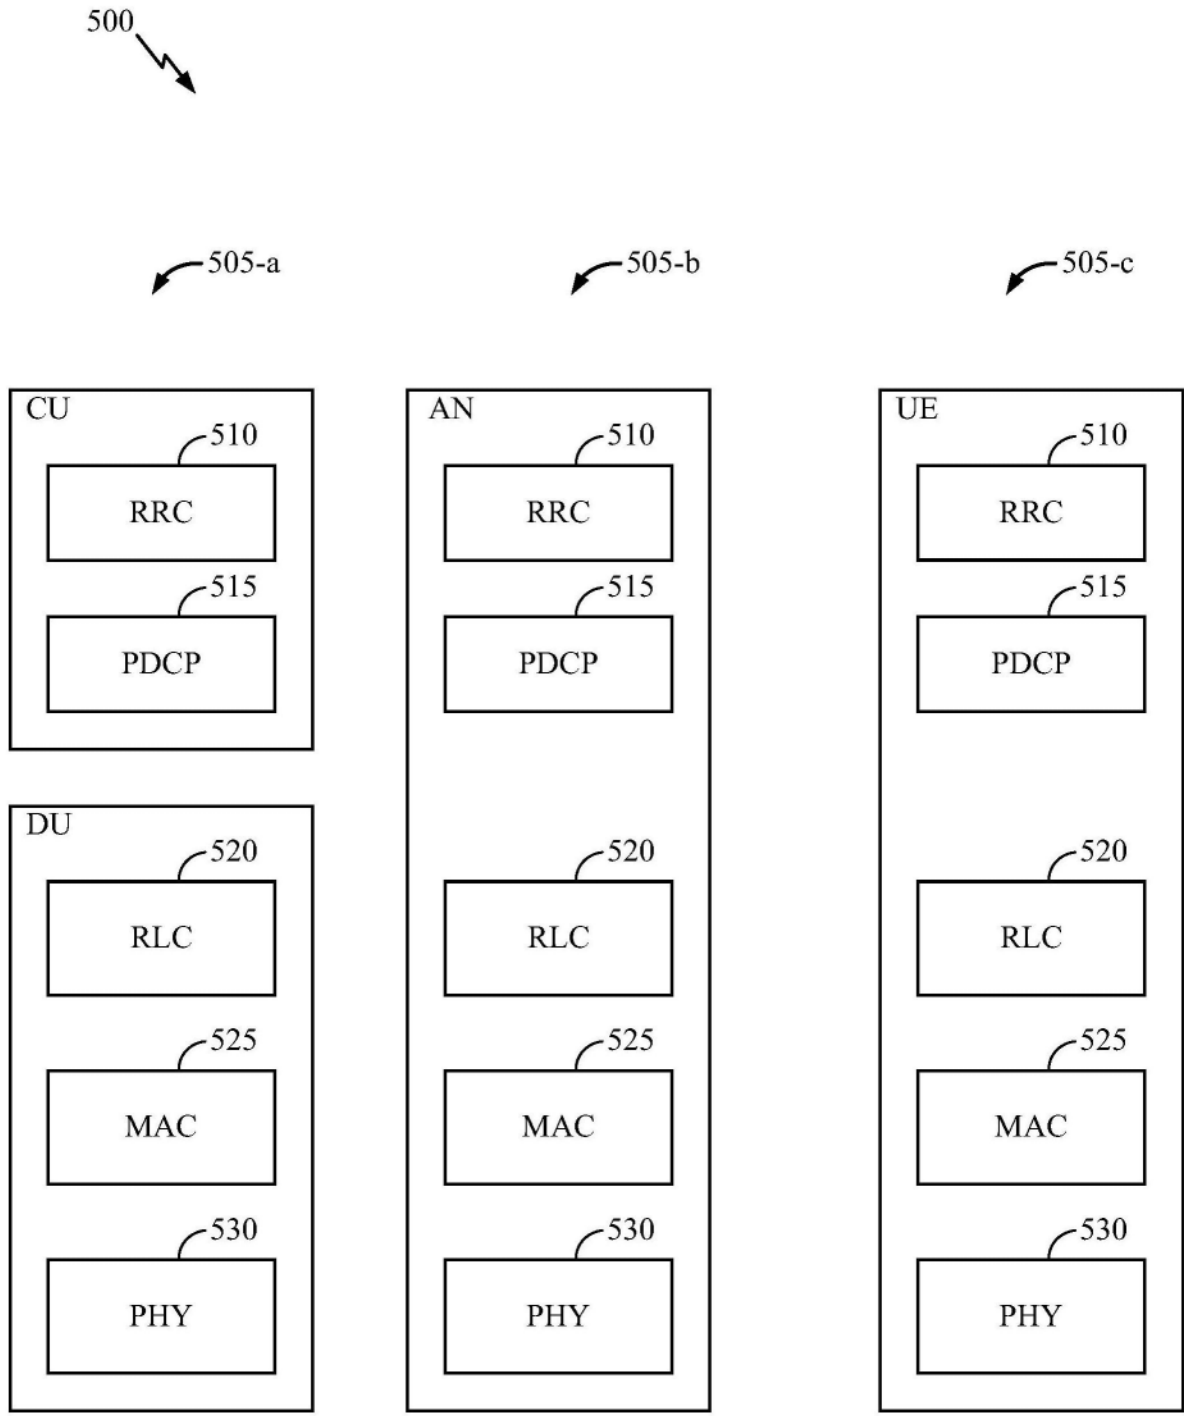 500
505-a 505-b 505-c
CU AN UE
510 510 510
RRC RRC RRC
515 515 515
PDCP PDCP PDCP
DU
520 520 520
RLC RLC RLC
525 525 525
MAC MAC MAC
530 530 530
PHY PHY PHY